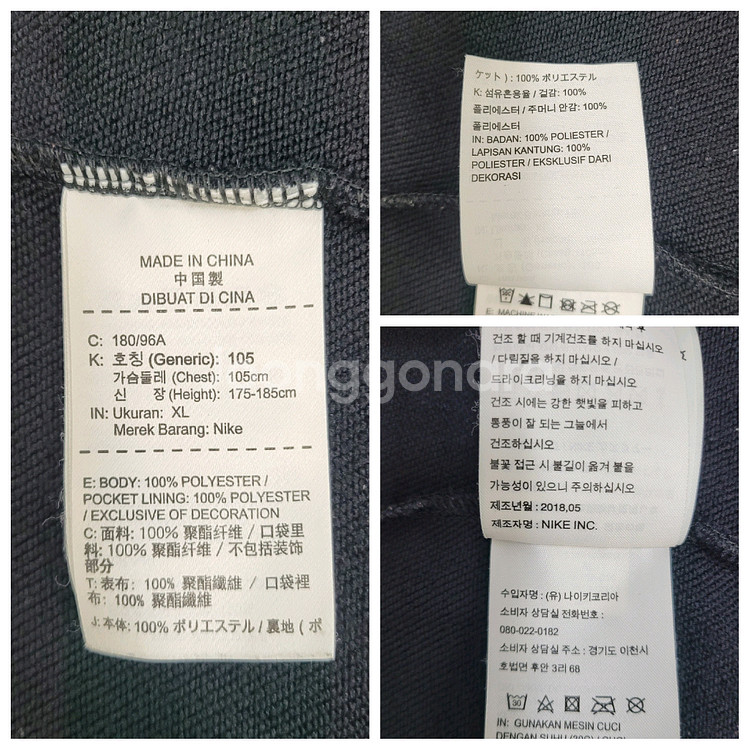 MADE IN CHINA
中国製
DIBUAT DI CINA
C: 180/96A
K: 호칭 (Generic): 105
가슴둘레 (Chest): 105cm
신 장 (Height): 175-185cm
IN: Ukuran: XL
Merek Barang: Nike
E: BODY: 100% POLYESTER /
POCKET LINING: 100% POLYESTER
/ EXCLUSIVE OF DECORATION
C: 面料: 100% 聚酯纤维 / 口袋里
料: 100% 聚酯纤维 / 不包括装饰
部分
T: 表布: 100% 聚酯纖維 / 口袋裡
布: 100% 聚酯纖維
J: 本体: 100% ポリエステル / 裏地 ( ポ
ケット ) : 100% ポリエステル
K: 섬유혼용율 / 겉감: 100%
폴리에스터 / 주머니 안감: 100%
폴리에스터
IN: BADAN: 100% POLIESTER /
LAPISAN KANTUNG: 100%
POLIESTER / EKSKLUSIF DARI
DEKORASI
건조 할 때 기계건조를 하지 마십시오
/ 다림질을 하지 마십시오 /
드라이크리닝을 하지 마십시오
건조 시에는 강한 햇빛을 피하고
통풍이 잘 되는 그늘에서
건조하십시오
불꽃 접근 시 불길이 옮겨 붙을
가능성이 있으니 주의하십시오
제조년월 : 2018,05
제조자명 : NIKE INC.
수입자명 : (유) 나이키코리아
소비자 상담실 전화번호 :
080-022-0182
소비자 상담실 주소 : 경기도 이천시
호법면 후안 3리 68
30
IN: GUNAKAN MESIN CUCI